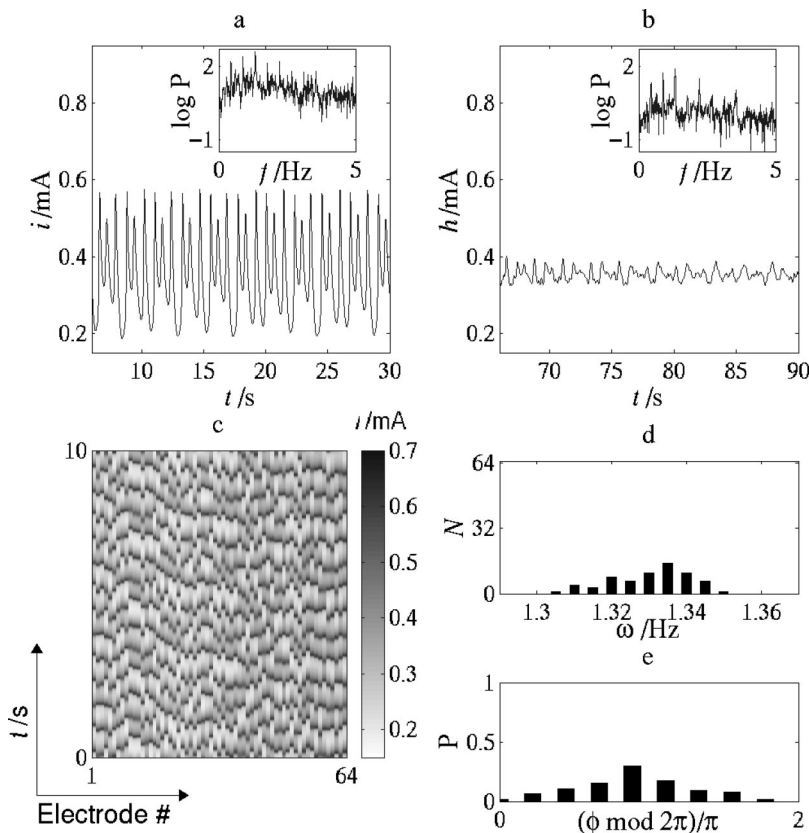 a
b
i/mA
0.8
0.6
0.4
0.2
10
15
20
25
30
t/s
log P
2
−1
0
5
f/Hz
h/mA
0.8
0.6
0.4
0.2
70
75
80
85
90
t/s
log P
2
−1
0
5
f/Hz
c
i/mA
0.7
0.6
0.5
0.4
0.3
0.2
10
0
1
64
t/s
Electrode #
d
N
64
32
0
1.3
1.32
1.34
1.36
ω/Hz
e
P
1
0.5
0
0
2
(ϕ mod 2π)/π